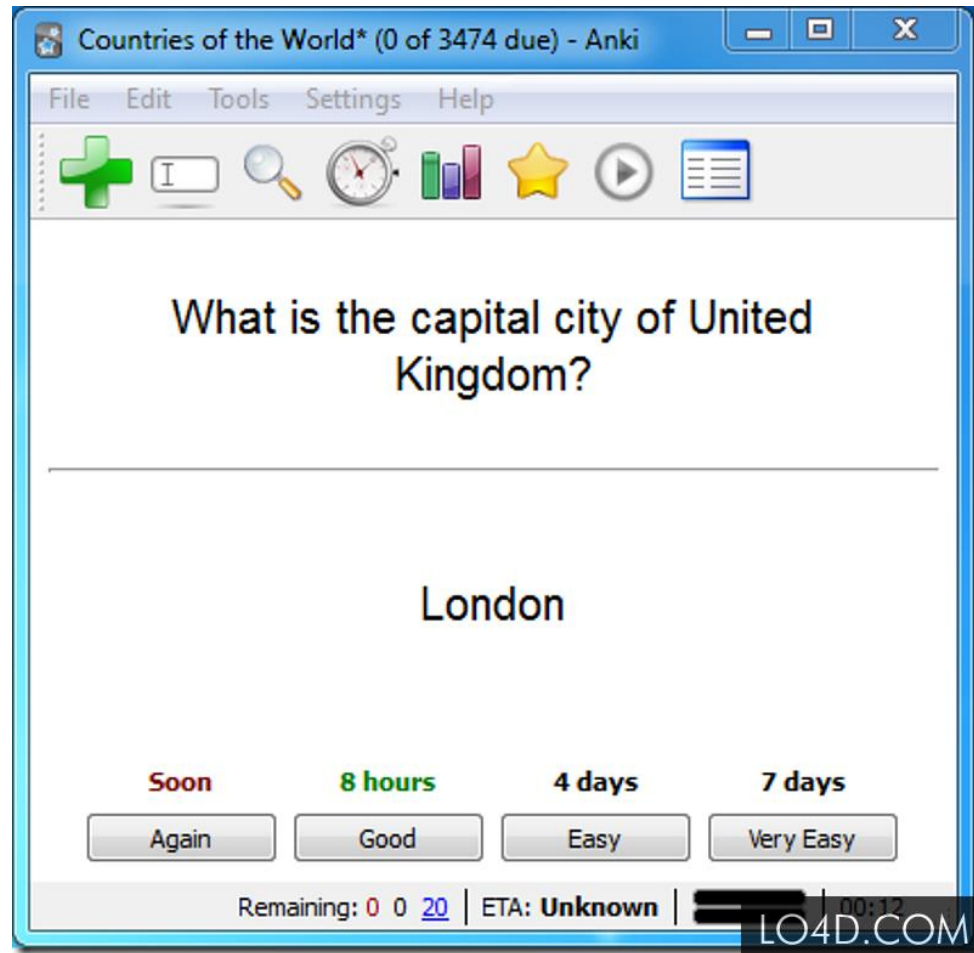 Countries of the World* (0 of 3474 due) - Anki
File Edit Tools Settings Help
What is the capital city of United
Kingdom?
London
Soon 8 hours 4 days 7 days
Again Good Easy Very Easy
Remaining: 0 0 20 ETA: Unknown 00:12
LO4D.COM